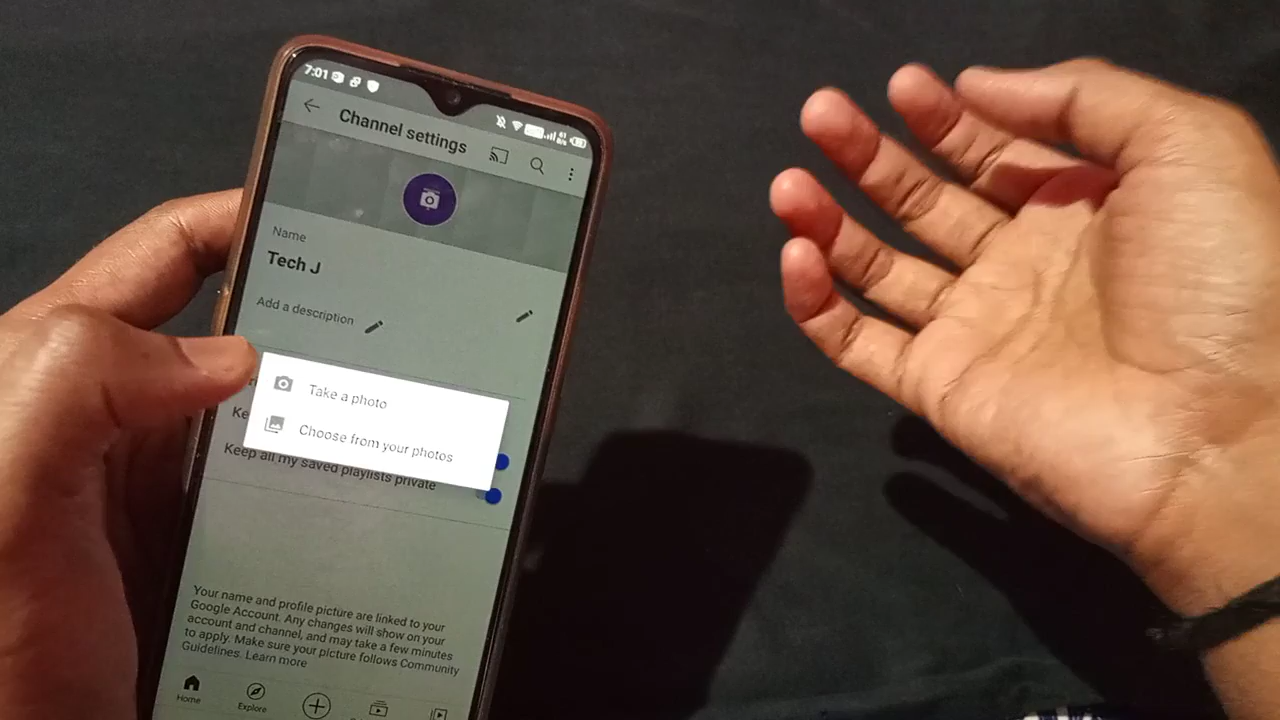 7:01
Channel settings
Name
Tech J
Add a description
Take a photo
Choose from your photos
Ke
Keep all my saved playlists private
Your name and profile picture are linked to your
Google Account. Any changes will show on your
account and channel, and may take a few minutes
to apply. Make sure your picture follows Community
Guidelines. Learn more
Home
Explore